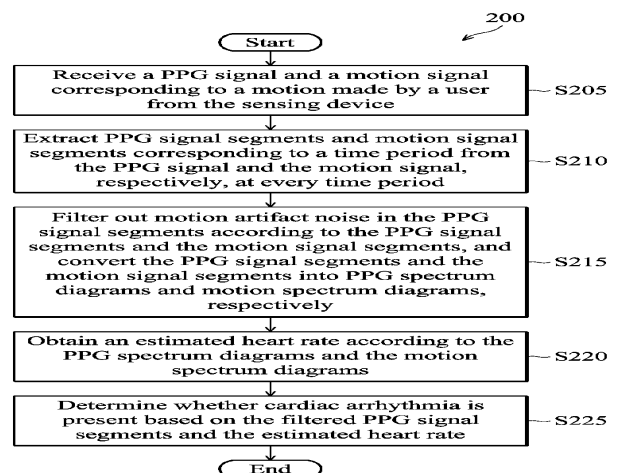 200
Start
Receive a PPG signal and a motion signal
corresponding to a motion made by a user
from the sensing device
S205
Extract PPG signal segments and motion signal
segments corresponding to a time period from
the PPG signal and the motion signal,
respectively, at every time period
S210
Filter out motion artifact noise in the PPG
signal segments according to the PPG signal
segments and the motion signal segments, and
convert the PPG signal segments and the
motion signal segments into PPG spectrum
diagrams and motion spectrum diagrams,
respectively
S215
Obtain an estimated heart rate according to the
PPG spectrum diagrams and the motion
spectrum diagrams
S220
Determine whether cardiac arrhythmia is
present based on the filtered PPG signal
segments and the estimated heart rate
S225
End